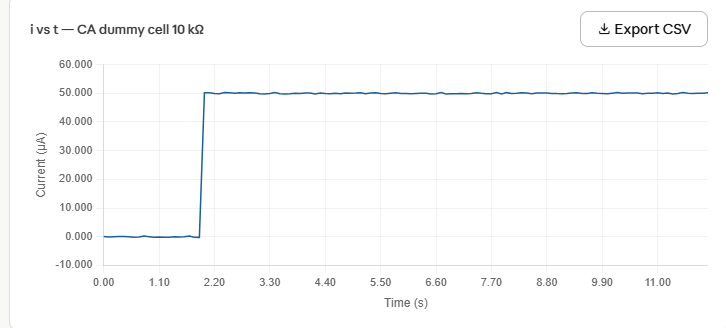 i vs t — CA dummy cell 10 kΩ
Export CSV
60.000
50.000
40.000
30.000
20.000
10.000
0.000
-10.000
Current (µA)
0.00 1.10 2.20 3.30 4.40 5.50 6.60 7.70 8.80 9.90 11.00
Time (s)